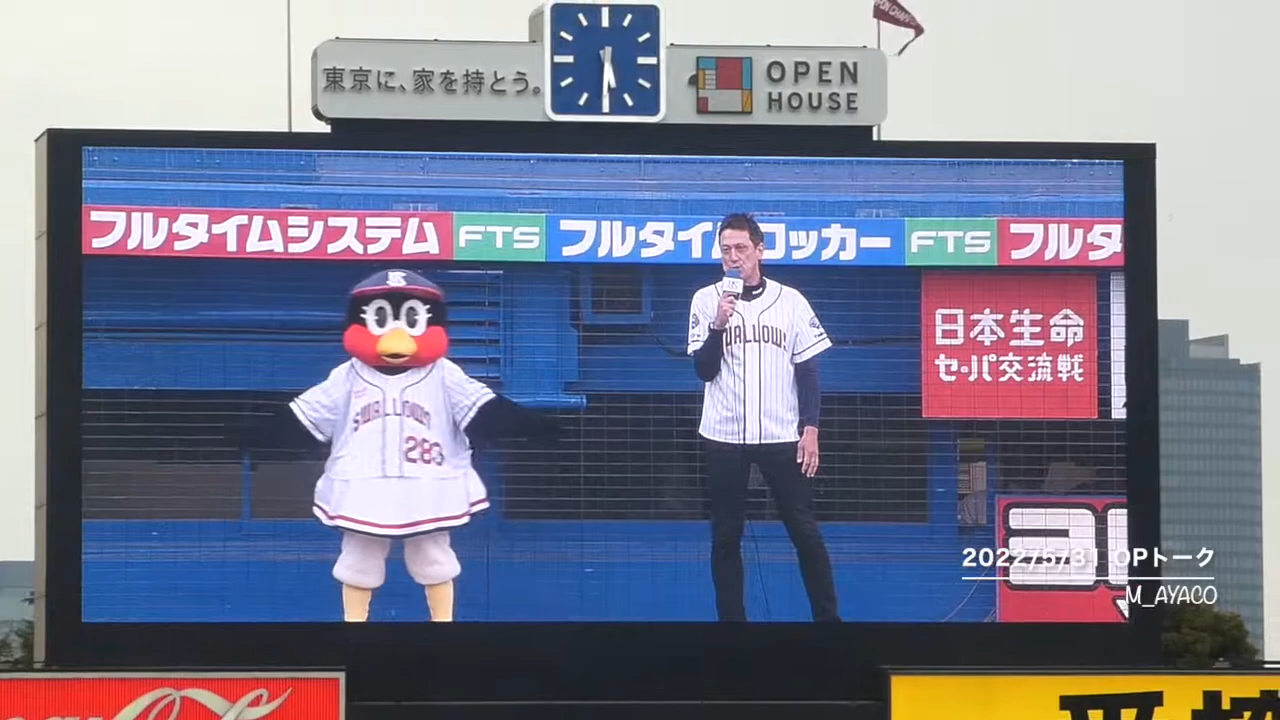 東京に、家を持とう。
OPEN
HOUSE
フルタイムシステム
FTS
フルタイムロッカー
FTS
フルタ
日本生命
セ・パ交流戦
SWALLOWS
283
2022/5/31 OPトーク
M_AYACO